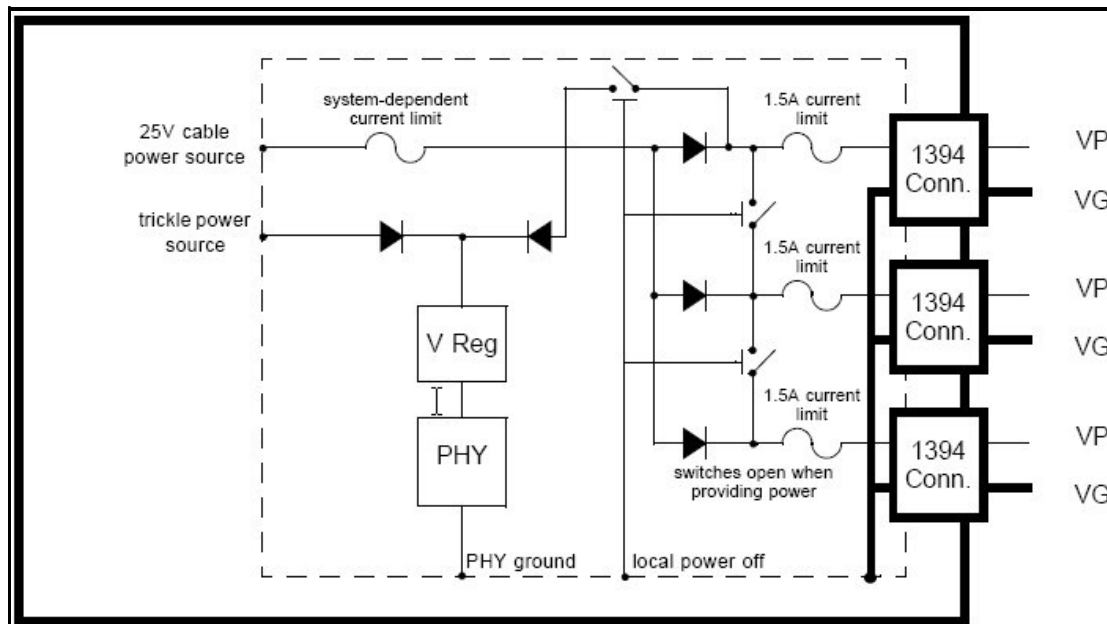 system-dependent
current limit
25V cable
power source
trickle power
source
1.5A current
limit
1394
Conn.
VP
VG
1.5A current
limit
1394
Conn.
VP
VG
V Reg
PHY
1.5A current
limit
1394
Conn.
VP
VG
switches open when
providing power
PHY ground
local power off